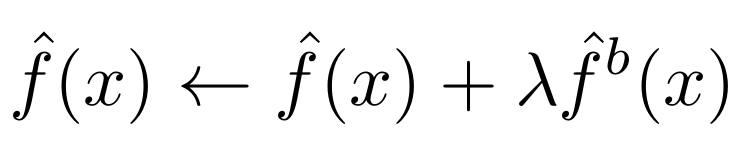 f̂(x) ← f̂(x) + λf̂ᵇ(x)